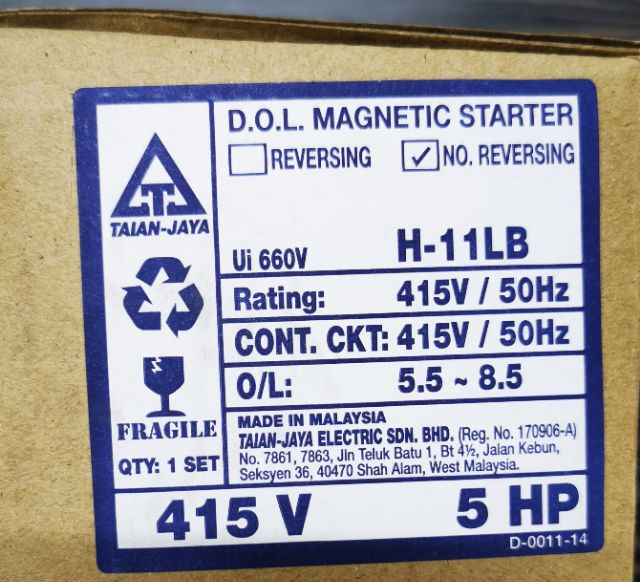 D.O.L. MAGNETIC STARTER
REVERSING ✓ NO. REVERSING
TAIAN-JAYA
Ui 660V H-11LB
Rating: 415V / 50Hz
CONT. CKT: 415V / 50Hz
O/L: 5.5 ~ 8.5
FRAGILE
QTY: 1 SET
MADE IN MALAYSIA
TAIAN-JAYA ELECTRIC SDN. BHD. (Reg. No. 170906-A)
No. 7861, 7863, Jln Teluk Batu 1, Bt 4½, Jalan Kebun,
Seksyen 36, 40470 Shah Alam, West Malaysia.
415 V 5 HP
D-0011-14